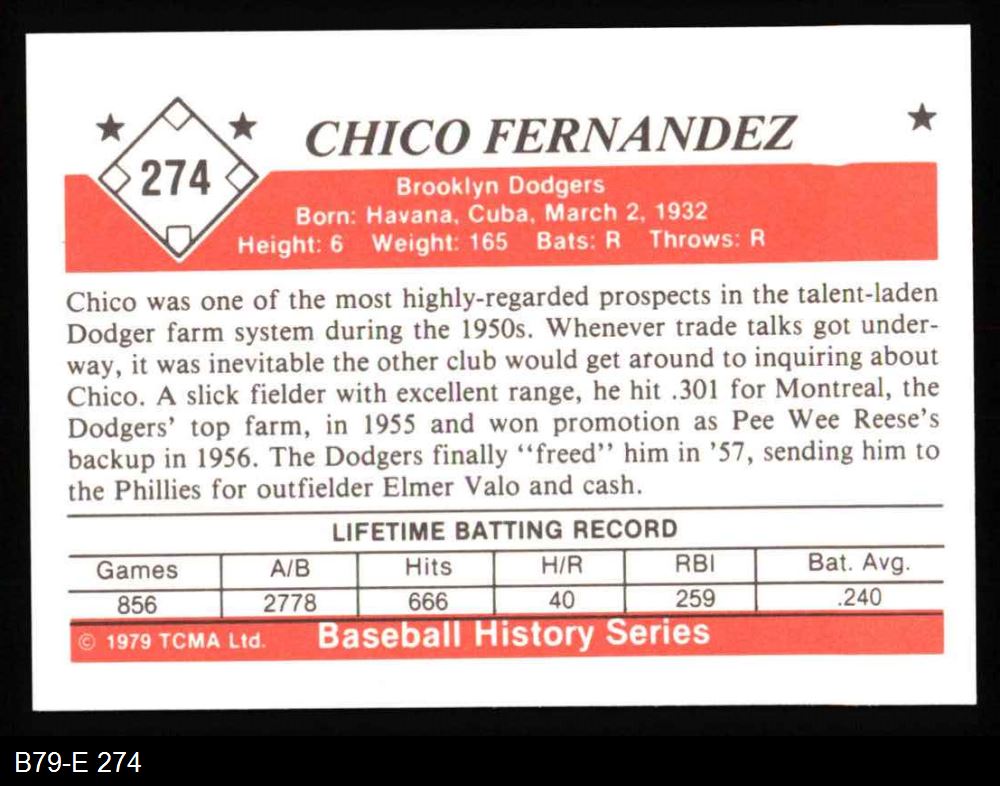 CHICO FERNANDEZ
274
Brooklyn Dodgers
Born: Havana, Cuba, March 2, 1932
Height: 6 Weight: 165 Bats: R Throws: R
Chico was one of the most highly-regarded prospects in the talent-laden
Dodger farm system during the 1950s. Whenever trade talks got under-
way, it was inevitable the other club would get around to inquiring about
Chico. A slick fielder with excellent range, he hit .301 for Montreal, the
Dodgers' top farm, in 1955 and won promotion as Pee Wee Reese's
backup in 1956. The Dodgers finally "freed" him in '57, sending him to
the Phillies for outfielder Elmer Valo and cash.
LIFETIME BATTING RECORD
Games A/B Hits H/R RBI Bat. Avg.
856 2778 666 40 259 .240
© 1979 TCMA Ltd. Baseball History Series
B79-E 274